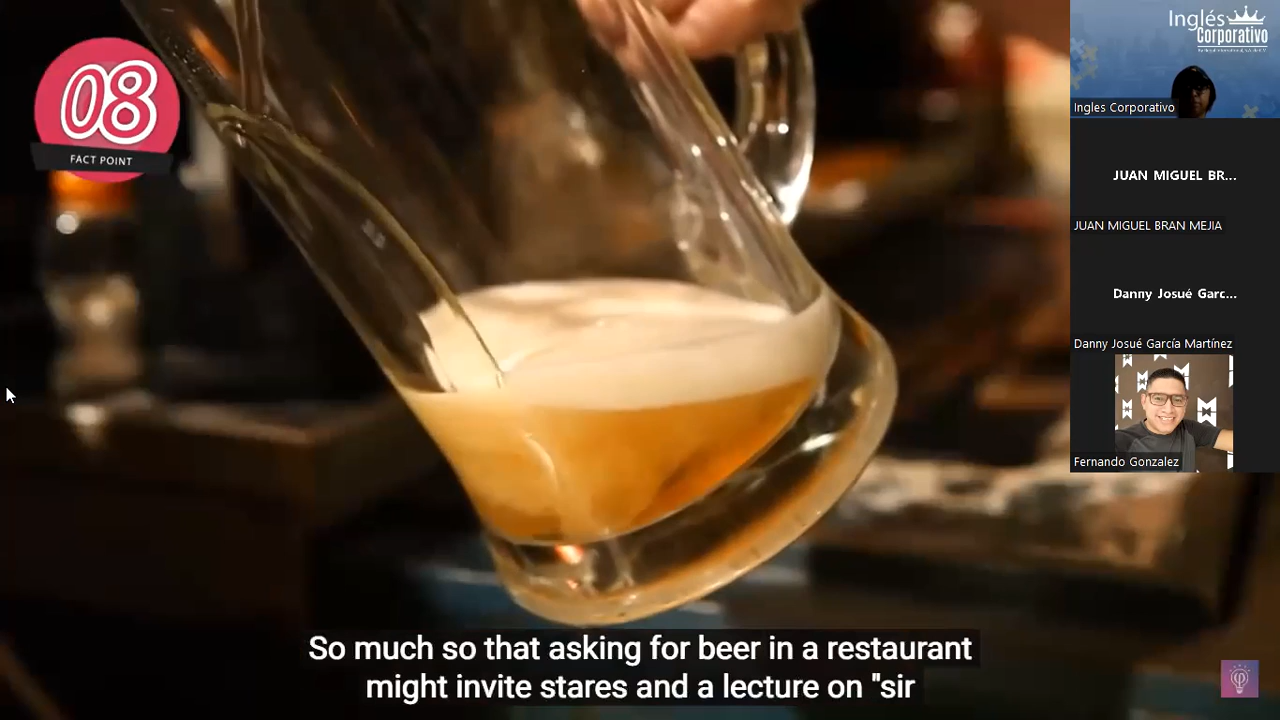 08
FACT POINT
Inglés
Corporativo
Ingles Corporativo
JUAN MIGUEL BR...
JUAN MIGUEL BRAN MEJIA
Danny Josué Garc...
Danny Josué García Martínez
Fernando Gonzalez
So much so that asking for beer in a restaurant
might invite stares and a lecture on "sir